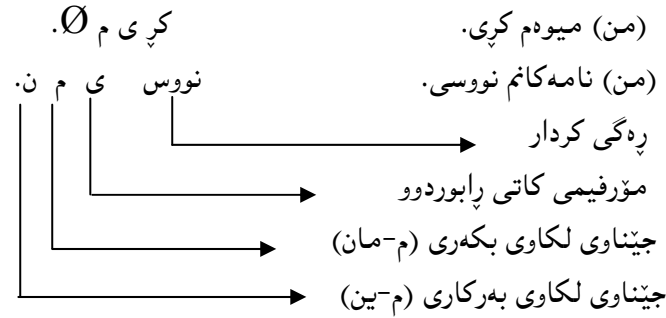 (من) میوەم کڕی. کڕ ی م Ø.
(من) نامەکانم نووسی. نووس ی م ن.
ڕەگی کردار
مۆرفیمی کاتی ڕابوردوو
جێناوی لکاوی بکەری (م-مان)
جێناوی لکاوی بەرکاری (م-ین)